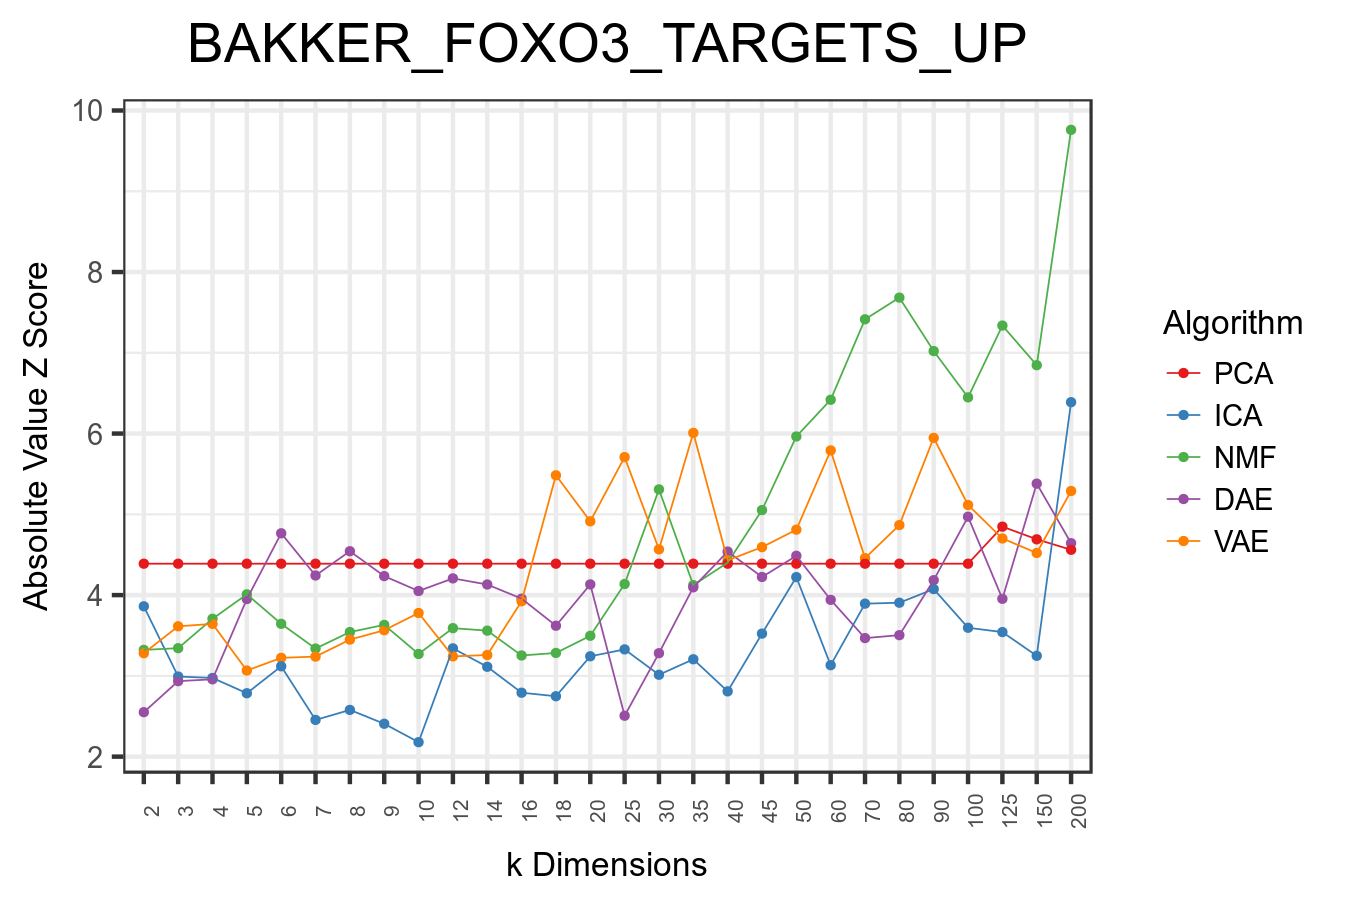 BAKKER_FOXO3_TARGETS_UP
Absolute Value Z Score
10
8
6
4
2
2 3 4 5 6 7 8 9 10 12 14 16 18 20 25 30 35 40 45 50 60 70 80 90 100 125 150 200
k Dimensions
Algorithm
PCA
ICA
NMF
DAE
VAE